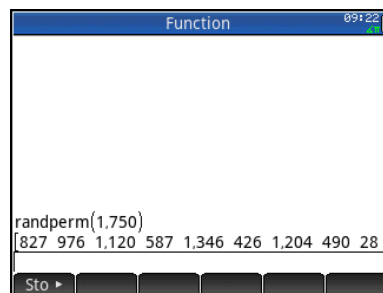 Function 09:22
∠π
randperm(1,750)
[827 976 1,120 587 1,346 426 1,204 490 28
Sto ▸